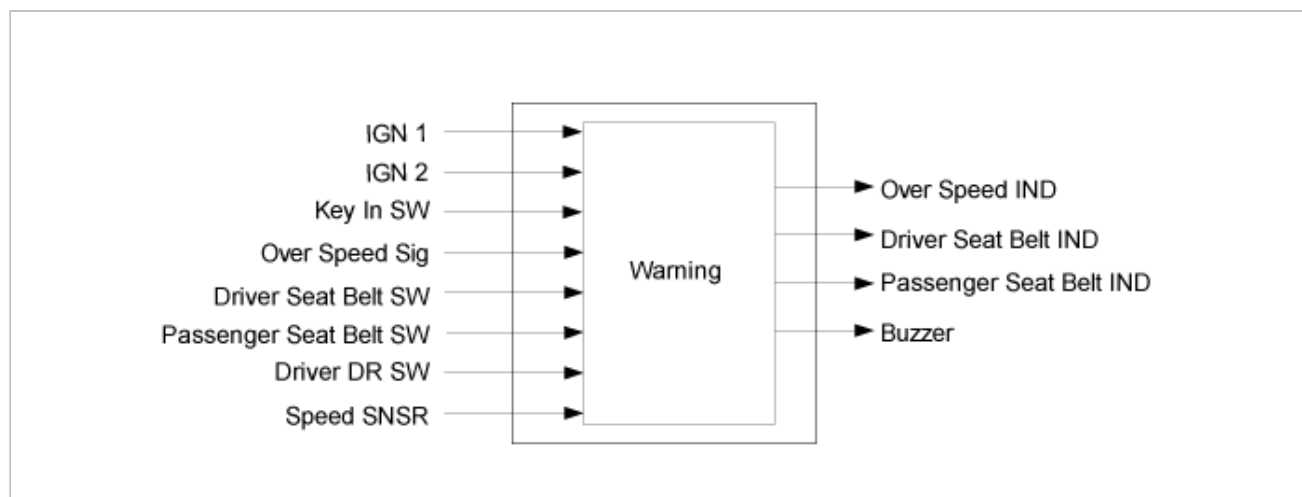 IGN 1
IGN 2
Key In SW
Over Speed Sig
Driver Seat Belt SW
Passenger Seat Belt SW
Driver DR SW
Speed SNSR
Warning
Over Speed IND
Driver Seat Belt IND
Passenger Seat Belt IND
Buzzer